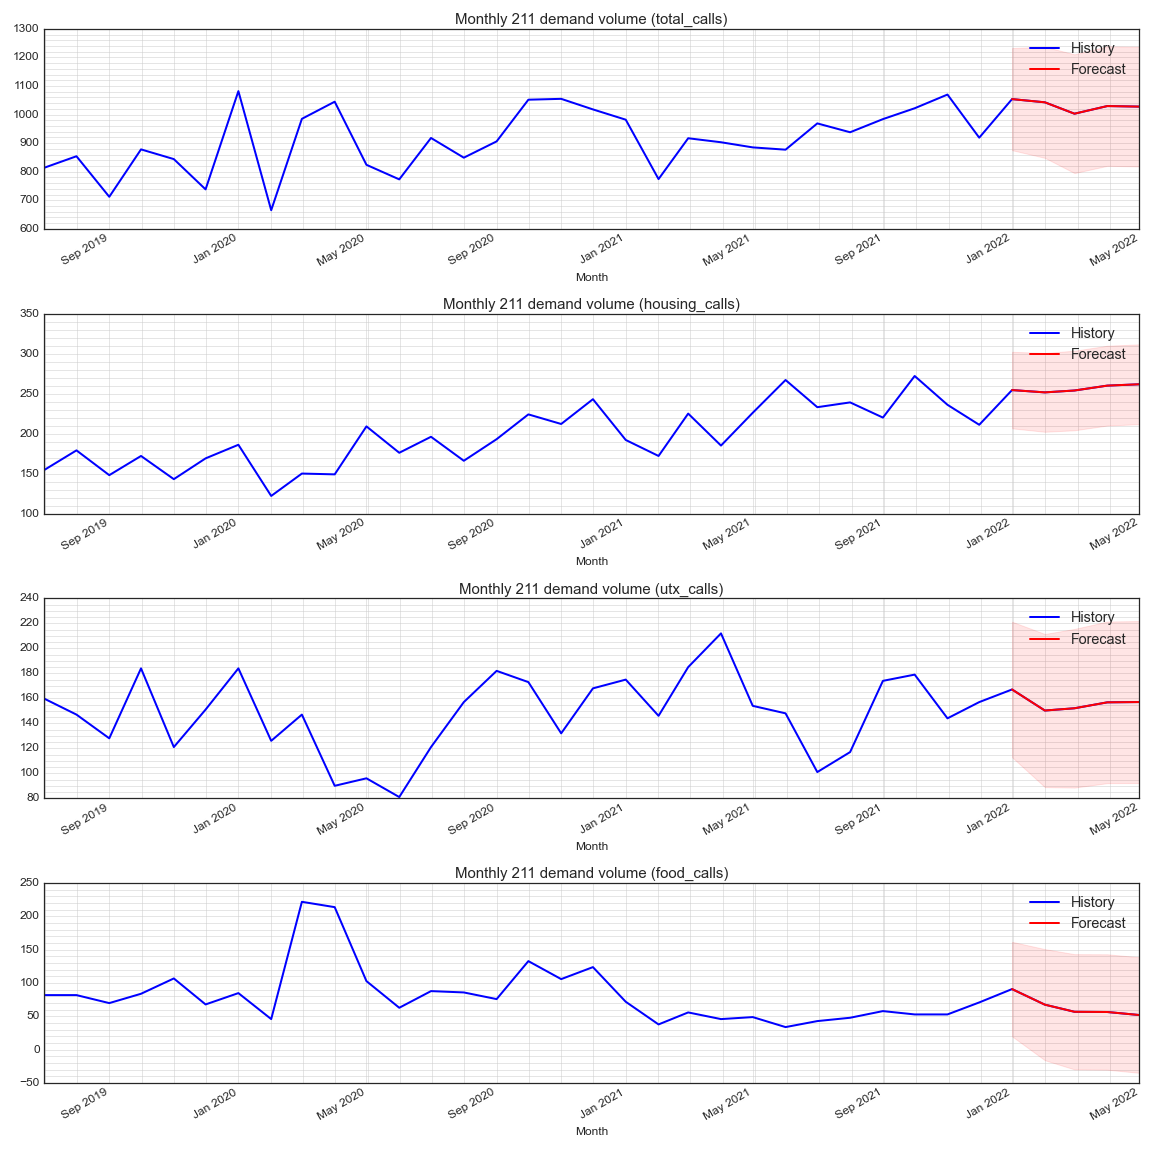 Monthly 211 demand volume (total_calls)
1300
1200
1100
1000
900
800
700
600
History
Forecast
Sep 2019
Jan 2020
May 2020
Sep 2020
Jan 2021
May 2021
Sep 2021
Jan 2022
May 2022
Month
Monthly 211 demand volume (housing_calls)
350
300
250
200
150
100
History
Forecast
Sep 2019
Jan 2020
May 2020
Sep 2020
Jan 2021
May 2021
Sep 2021
Jan 2022
May 2022
Month
Monthly 211 demand volume (utx_calls)
240
220
200
180
160
140
120
100
80
History
Forecast
Sep 2019
Jan 2020
May 2020
Sep 2020
Jan 2021
May 2021
Sep 2021
Jan 2022
May 2022
Month
Monthly 211 demand volume (food_calls)
250
200
150
100
50
0
−50
History
Forecast
Sep 2019
Jan 2020
May 2020
Sep 2020
Jan 2021
May 2021
Sep 2021
Jan 2022
May 2022
Month